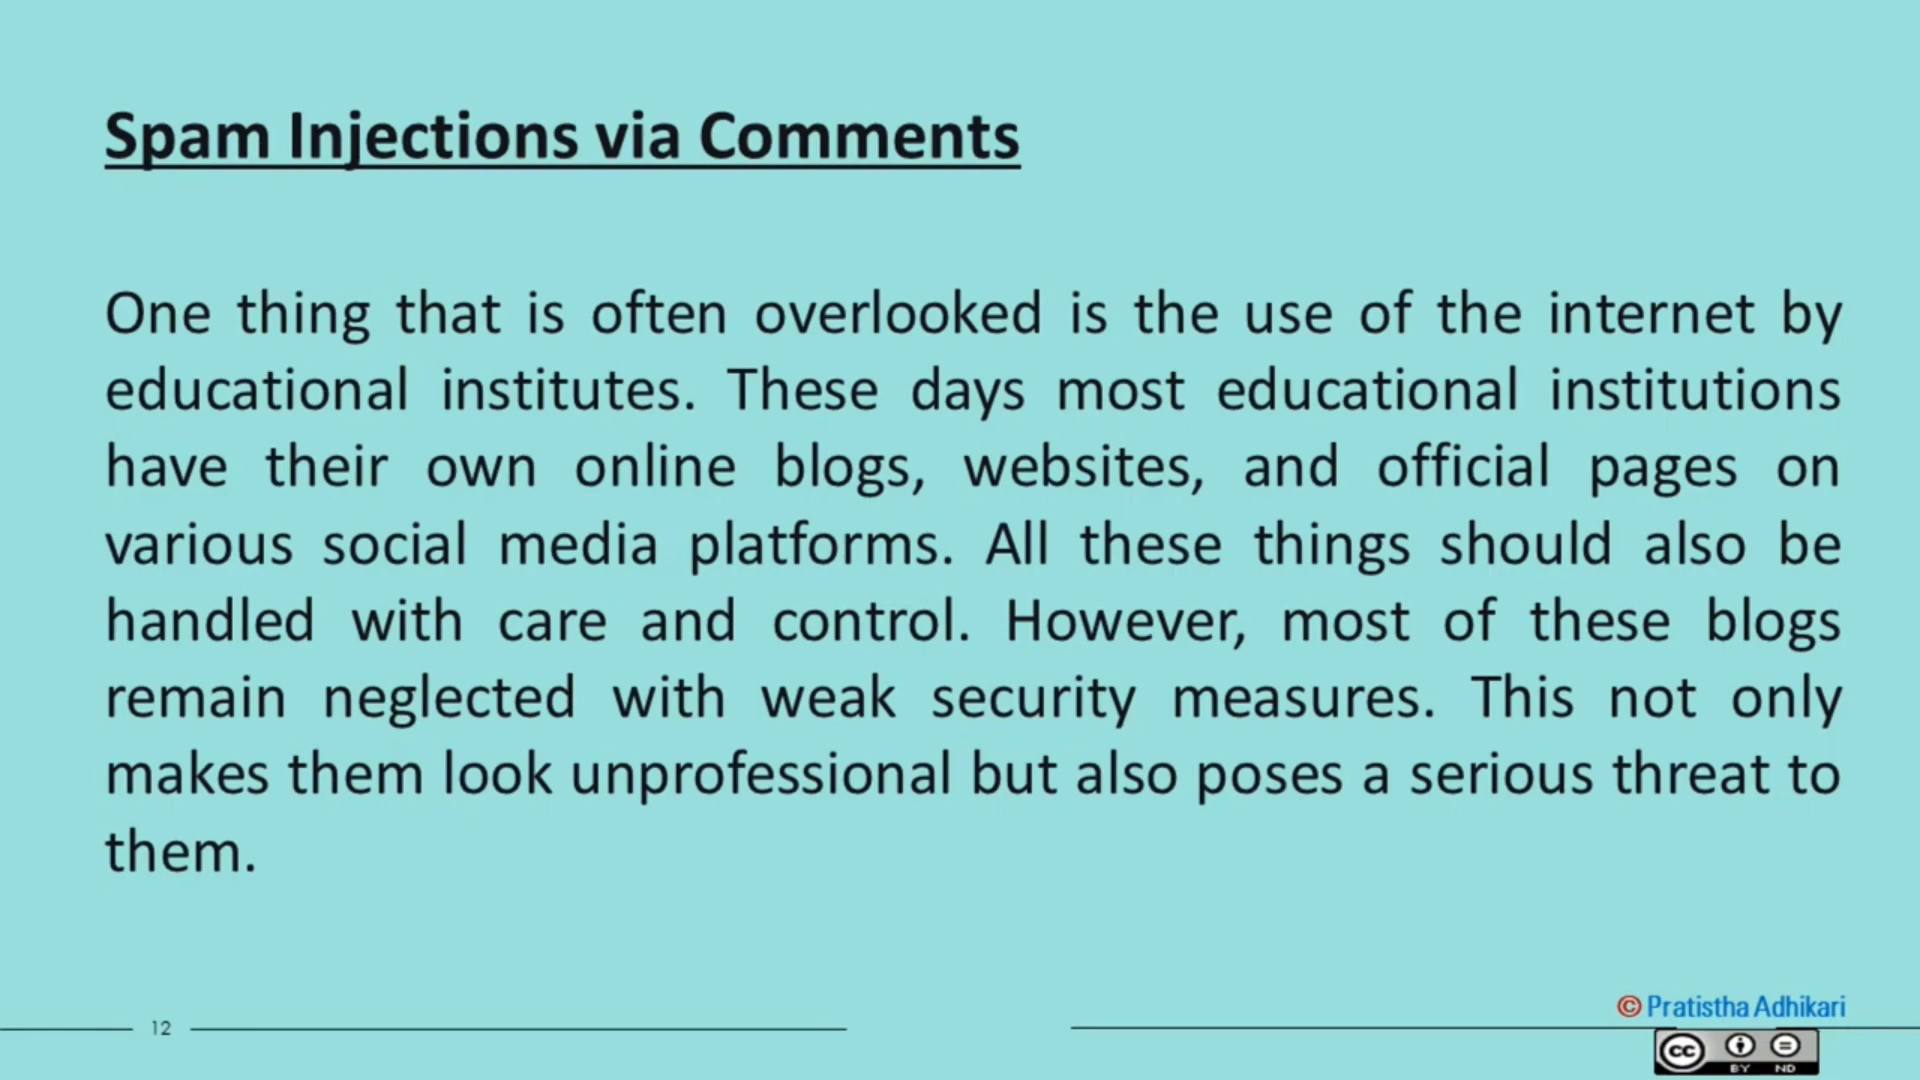 Spam Injections via Comments
One thing that is often overlooked is the use of the internet by
educational institutes. These days most educational institutions
have their own online blogs, websites, and official pages on
various social media platforms. All these things should also be
handled with care and control. However, most of these blogs
remain neglected with weak security measures. This not only
makes them look unprofessional but also poses a serious threat to
them.
12
© Pratistha Adhikari
cc BY ND